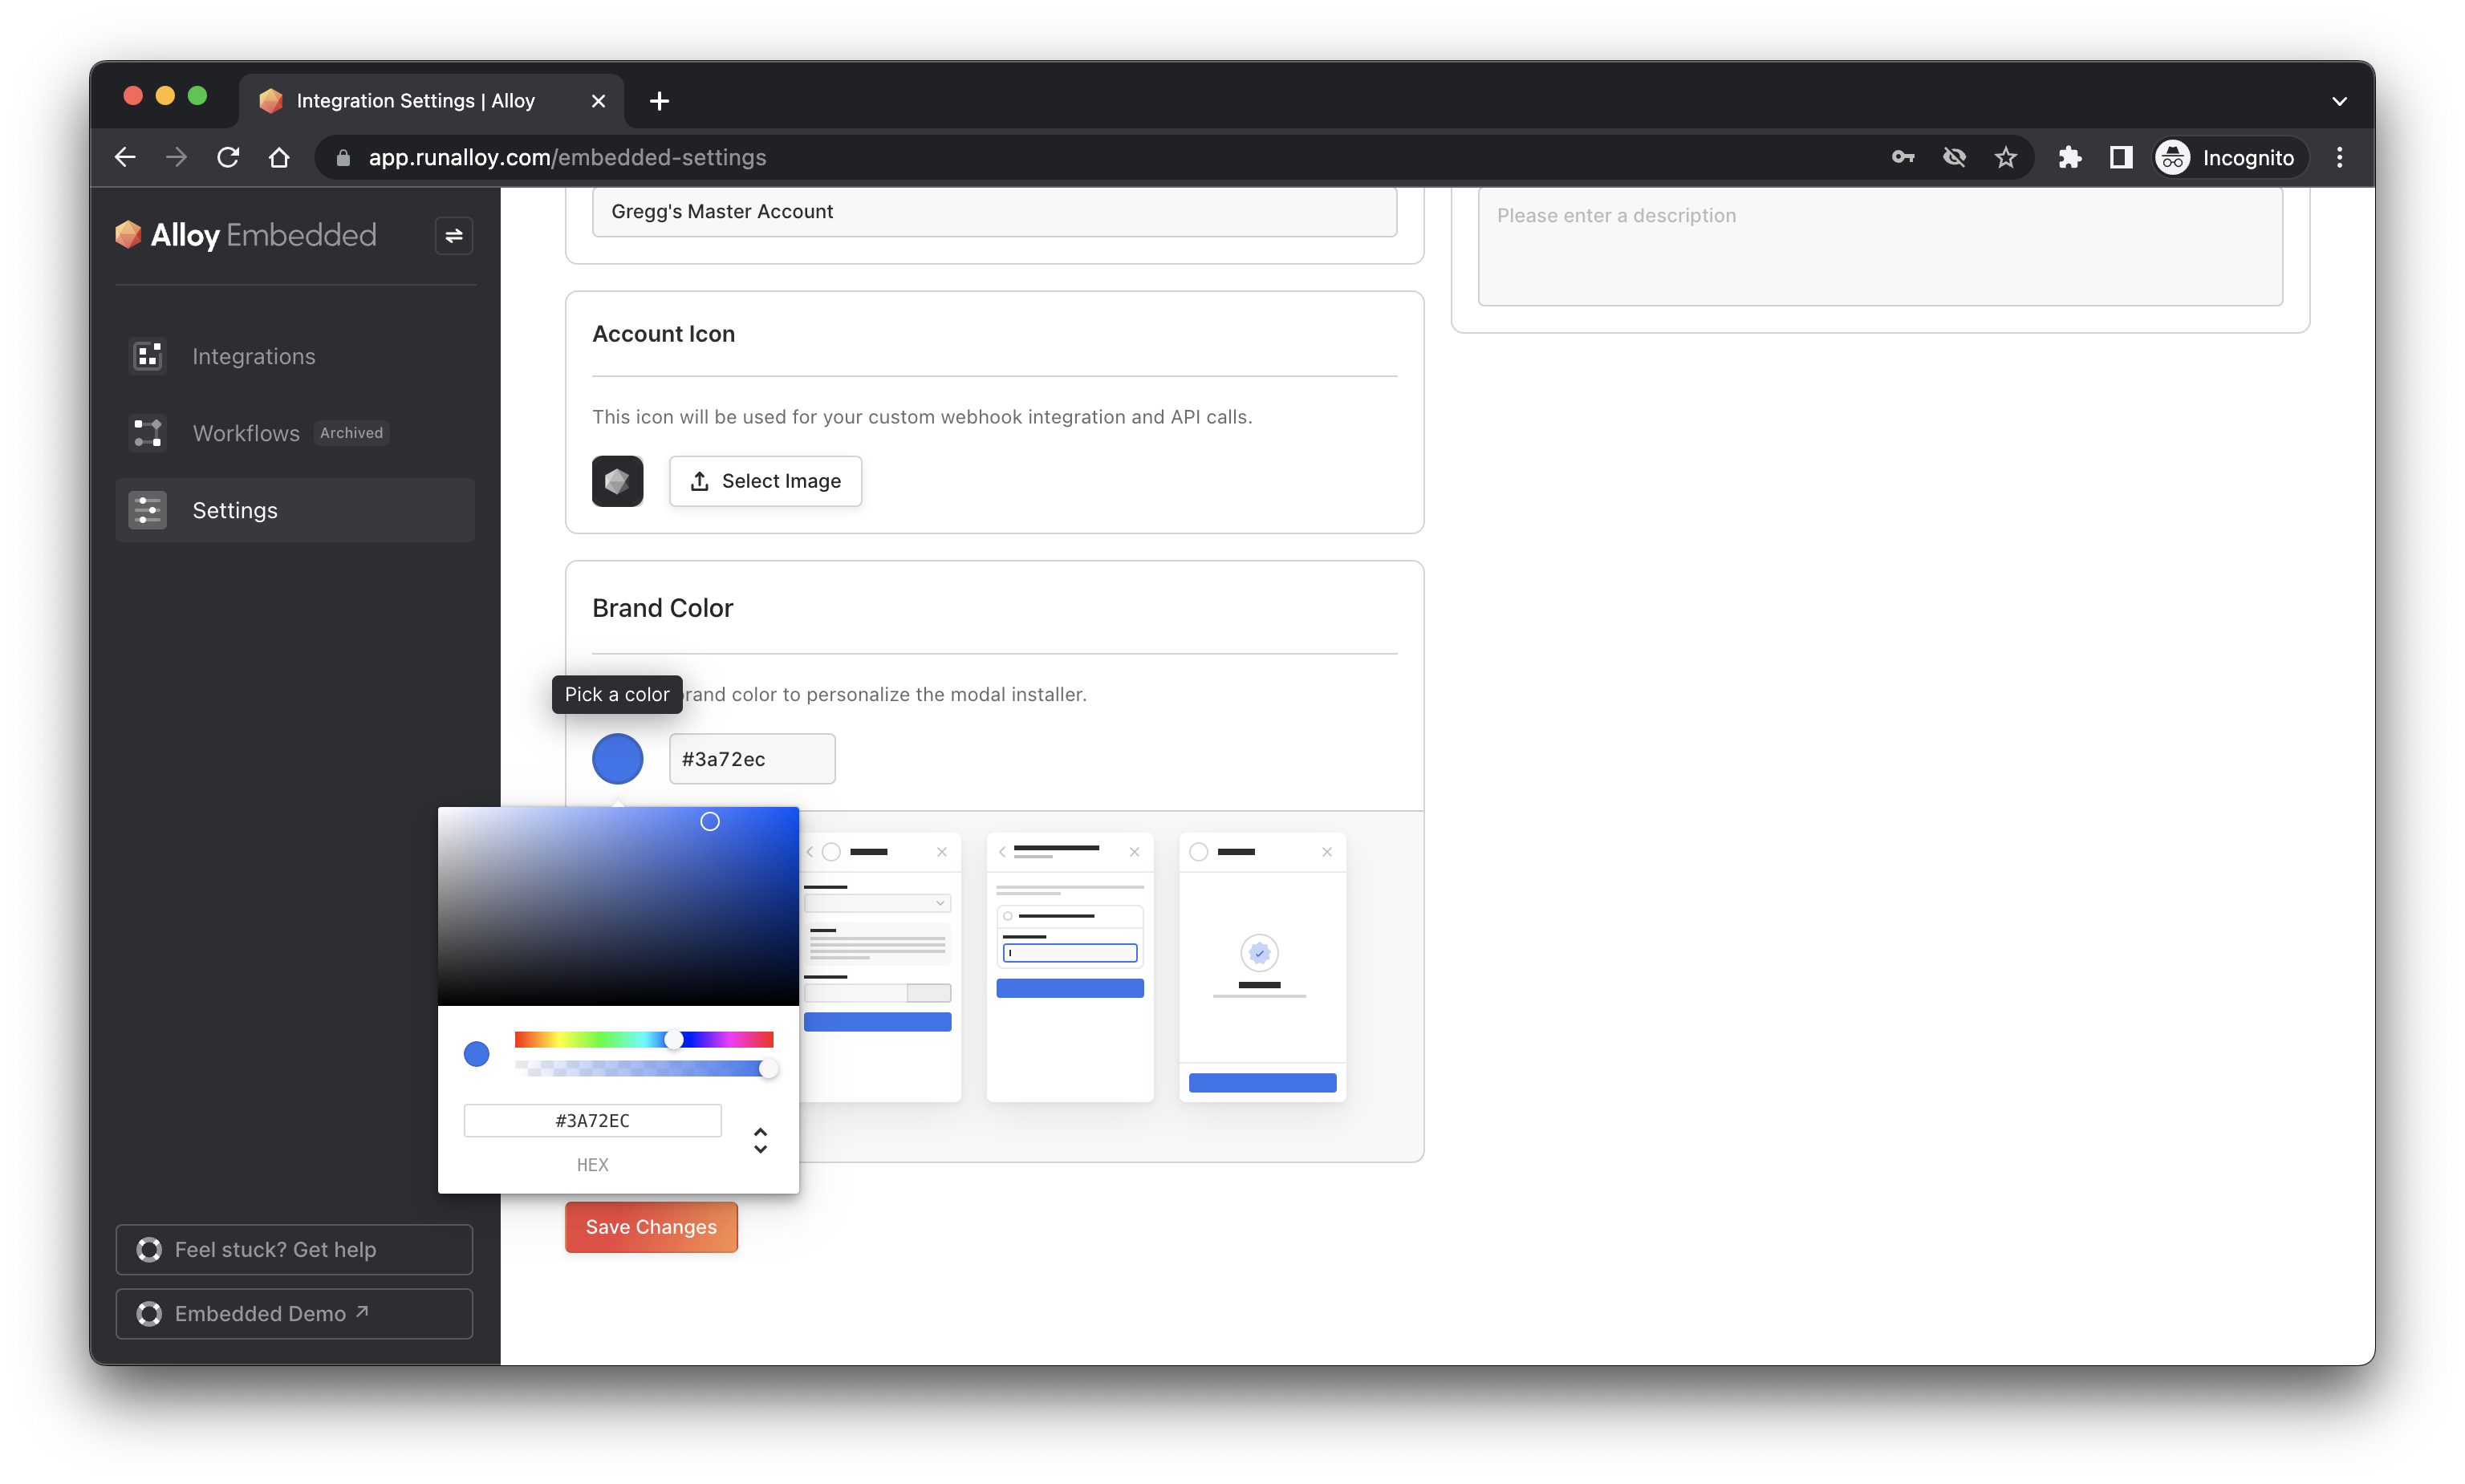 Integration Settings | Alloy
app.runalloy.com/embedded-settings
Incognito
Alloy Embedded
Integrations
Workflows Archived
Settings
Feel stuck? Get help
Embedded Demo
Gregg's Master Account
Please enter a description
Account Icon
This icon will be used for your custom webhook integration and API calls.
Select Image
Brand Color
Pick a color
brand color to personalize the modal installer.
#3a72ec
#3A72EC
HEX
Save Changes